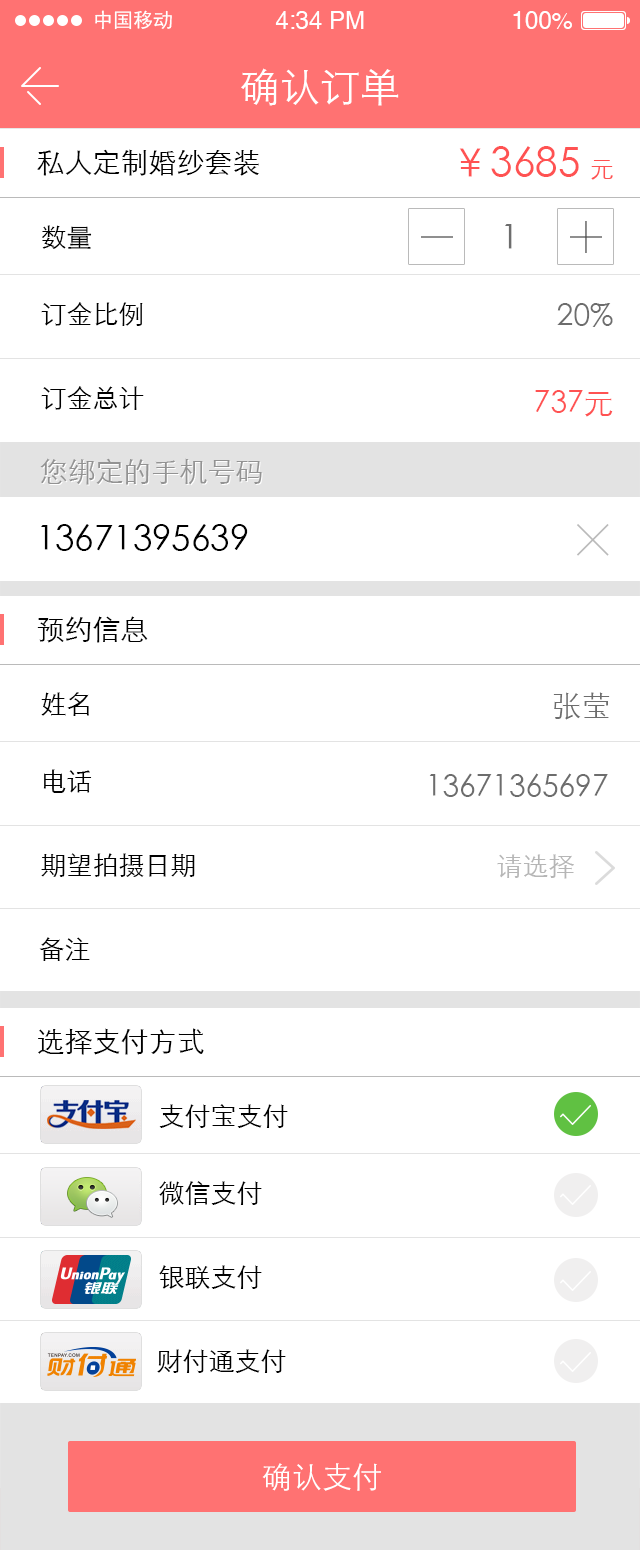 中国移动 4:34 PM 100%
确认订单
私人定制婚纱套装 ￥3685 元
数量 1
订金比例 20%
订金总计 737元
您绑定的手机号码
13671395639
预约信息
姓名 张莹
电话 13671365697
期望拍摄日期 请选择
备注
选择支付方式
支付宝 支付宝支付
微信支付
UnionPay
银联 银联支付
TENPAY.COM
财付通 财付通支付
确认支付